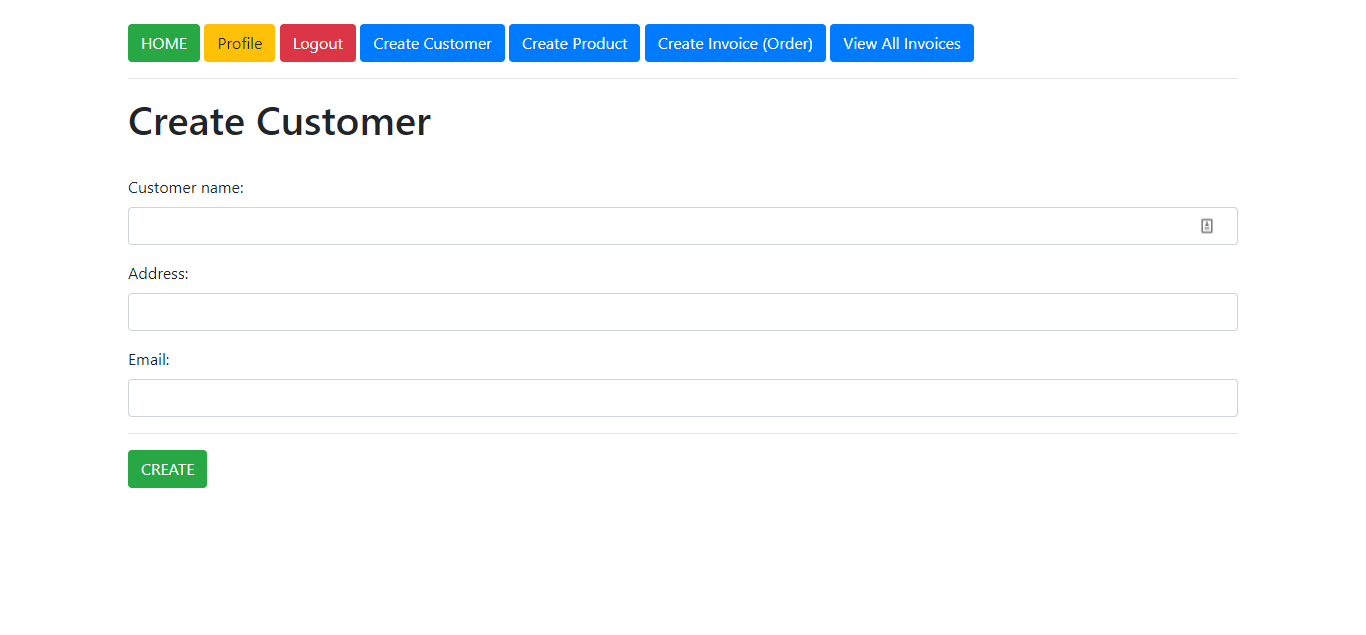 HOME Profile Logout Create Customer Create Product Create Invoice (Order) View All Invoices
Create Customer
Customer name:
Address:
Email:
CREATE